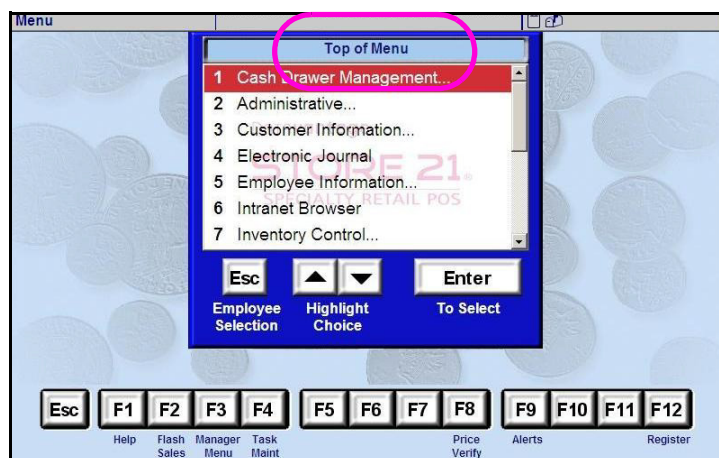 Menu
Top of Menu
1 Cash Drawer Management...
2 Administrative...
3 Customer Information...
4 Electronic Journal
5 Employee Information...
6 Intranet Browser
7 Inventory Control...
STORE 21
SPECIALTY RETAIL POS
Esc
Enter
Employee Selection
Highlight Choice
To Select
Esc F1 F2 F3 F4 F5 F6 F7 F8 F9 F10 F11 F12
Help
Flash Sales
Manager Menu
Task Maint
Price Verify
Alerts
Register